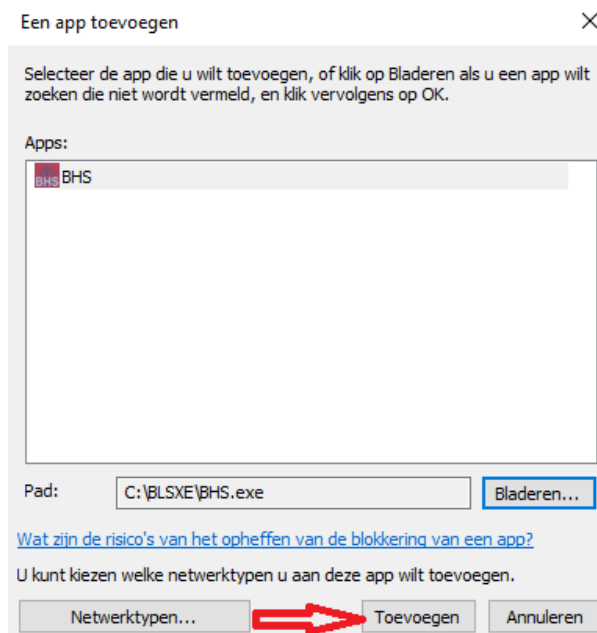 Een app toevoegen
Selecteer de app die u wilt toevoegen, of klik op Bladeren als u een app wilt
zoeken die niet wordt vermeld, en klik vervolgens op OK.
Apps:
BHS BHS
Pad: C:\BLSXE\BHS.exe Bladeren...
Wat zijn de risico's van het opheffen van de blokkering van een app?
U kunt kiezen welke netwerktypen u aan deze app wilt toevoegen.
Netwerktypen... Toevoegen Annuleren